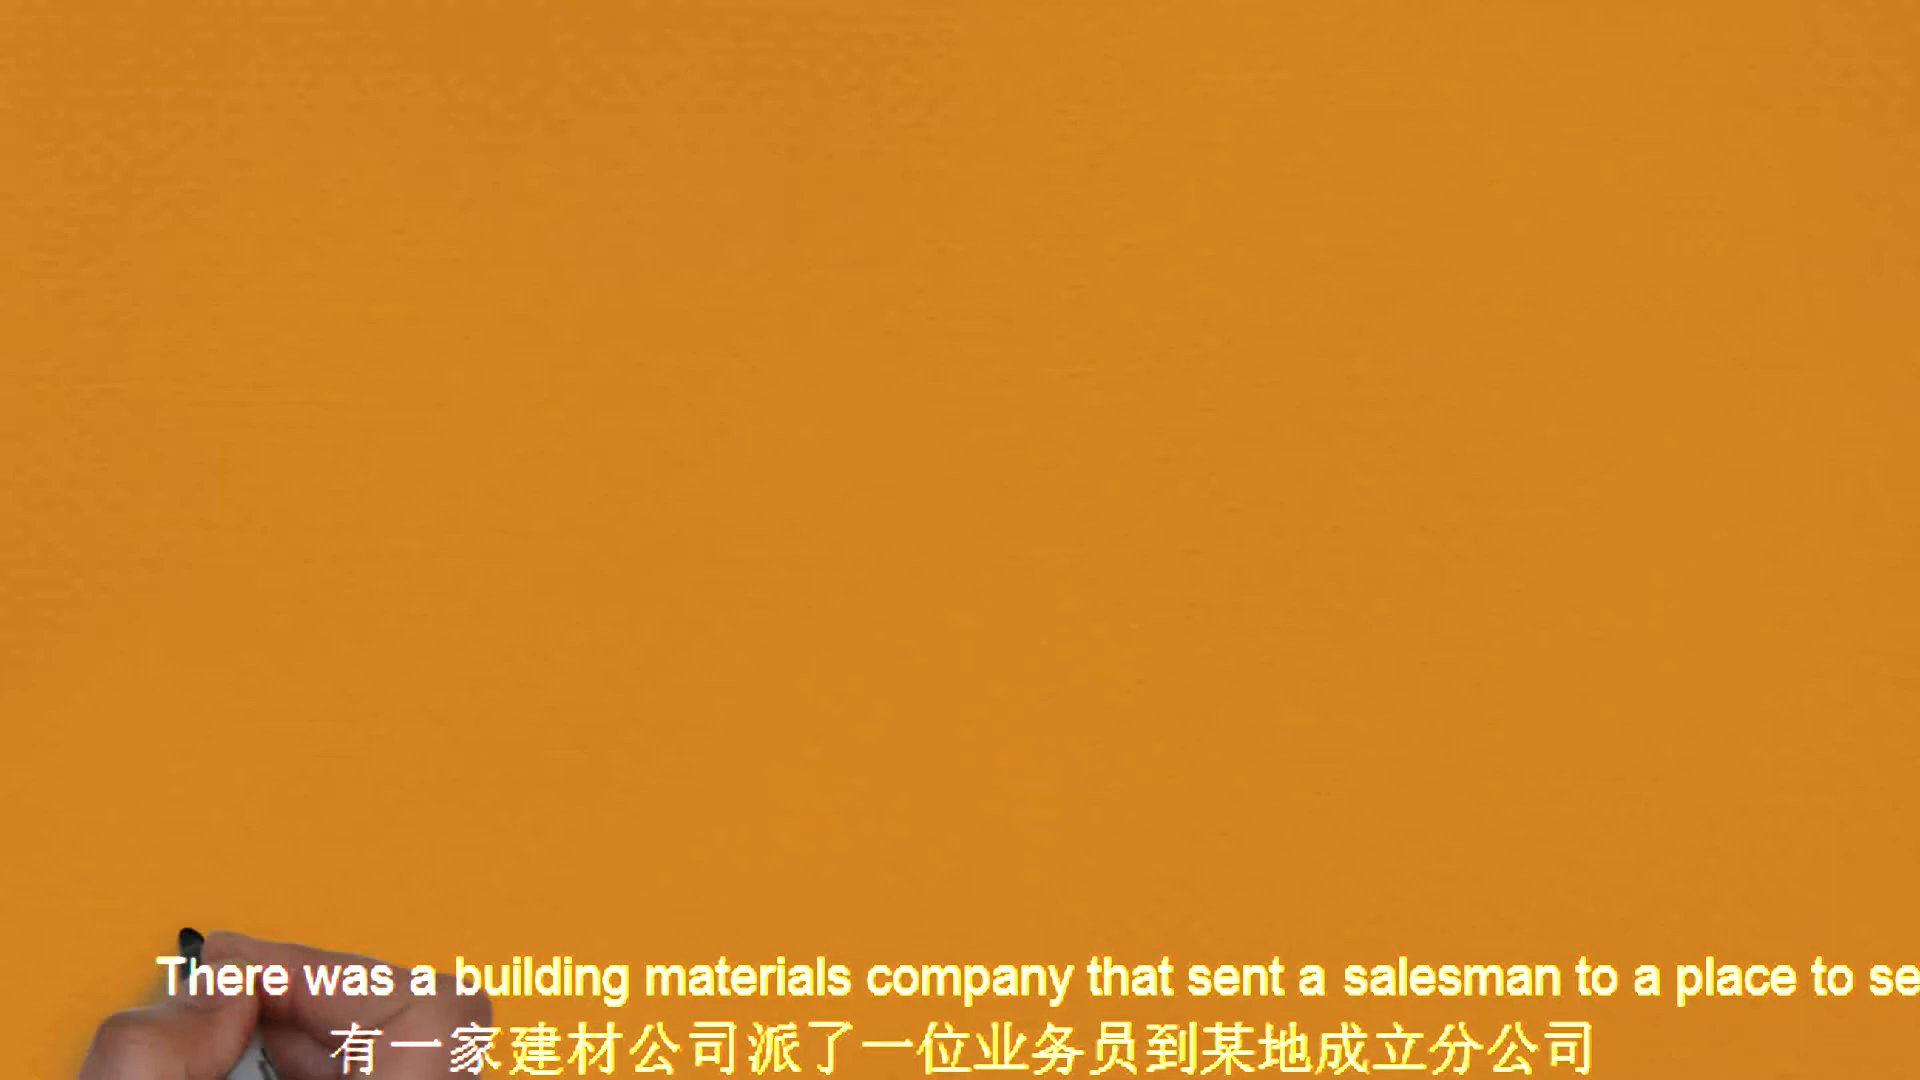 There was a building materials company that sent a salesman to a place to se
有一家建材公司派了一位业务员到某地成立分公司